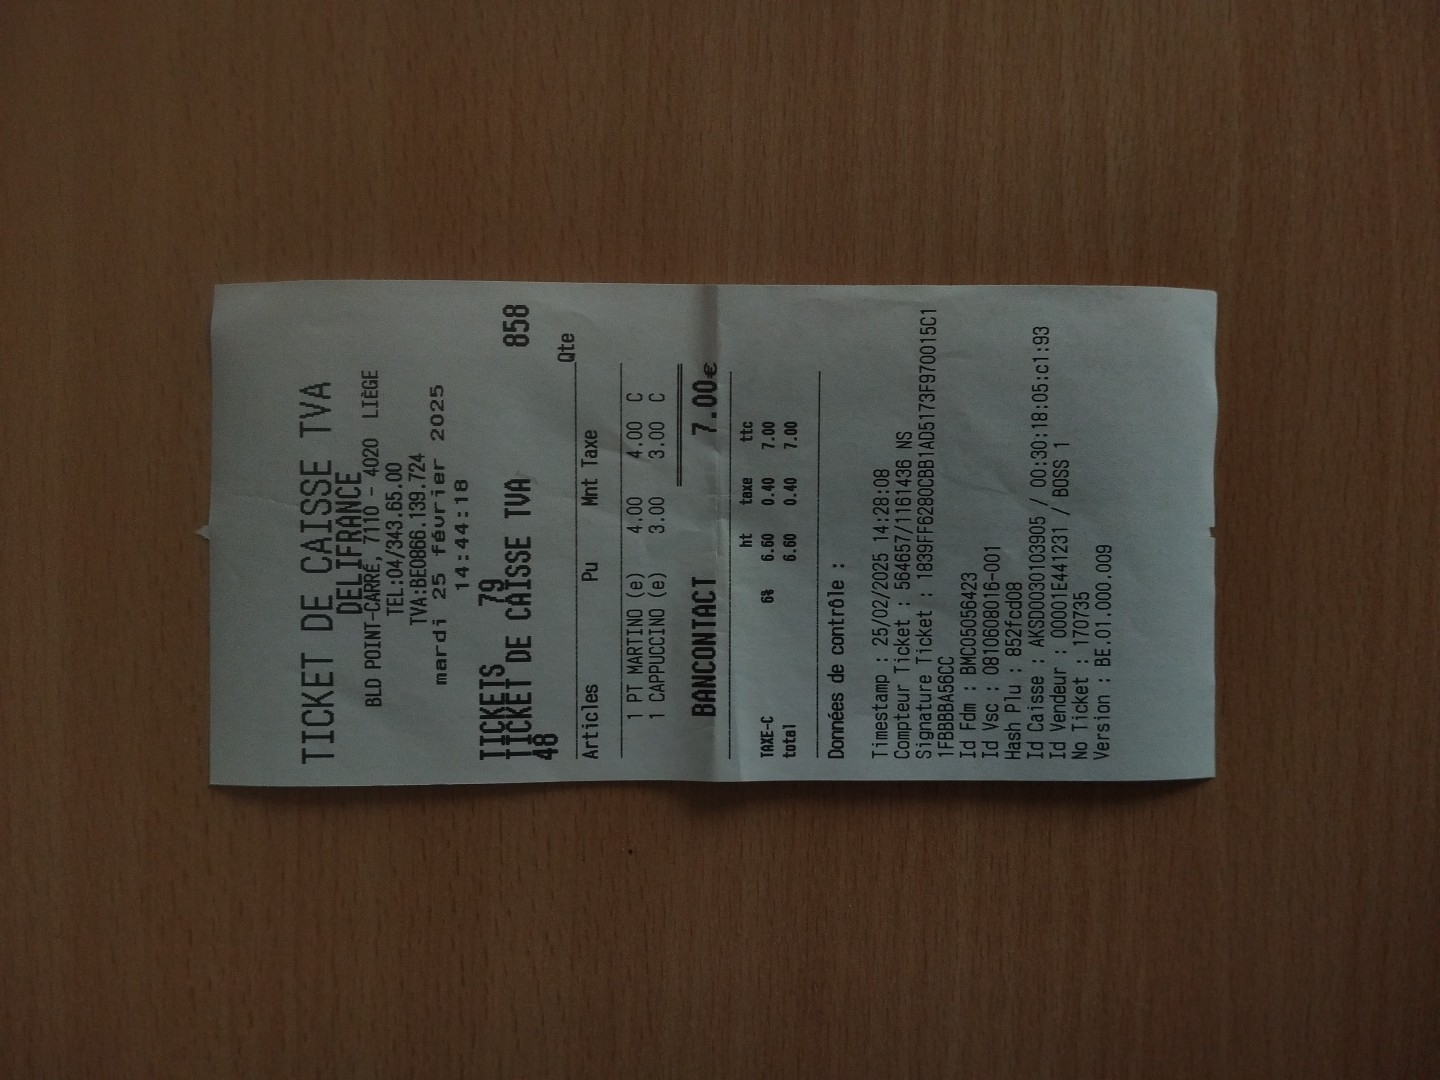 TICKET DE CAISSE TVA
DELIFRANCE
BLD POINT-CARRÉ, 7110 - 4020 LIÈGE
TEL:04/343.65.00
TVA:BE0866.139.724
mardi 25 février 2025
14:44:18
TICKETS 79
TICKET DE CAISSE TVA 858
48
Qte
Articles Pu Mnt Taxe
1 PT MARTINO (e) 4.00 4.00 C
1 CAPPUCCINO (e) 3.00 3.00 C
BANCONTACT 7.00€
ht taxe ttc
TAXE-C 6% 6.60 0.40 7.00
total 6.60 0.40 7.00
Données de contrôle :
Timestamp : 25/02/2025 14:28:08
Compteur Ticket : 564657/1161436 NS
Signature Ticket : 1839FF6280CBB1AD5173F970015C1
1FBBBBA56CC
Id Fdm : BMC05056423
Id Vsc : 0810608016-001
Hash Plu : 852fcd08
Id Caisse : AKSD0030103905 / 00:30:18:05:c1:93
Id Vendeur : 00001E441231 / BOSS 1
No Ticket : 170735
Version : BE.01.000.009